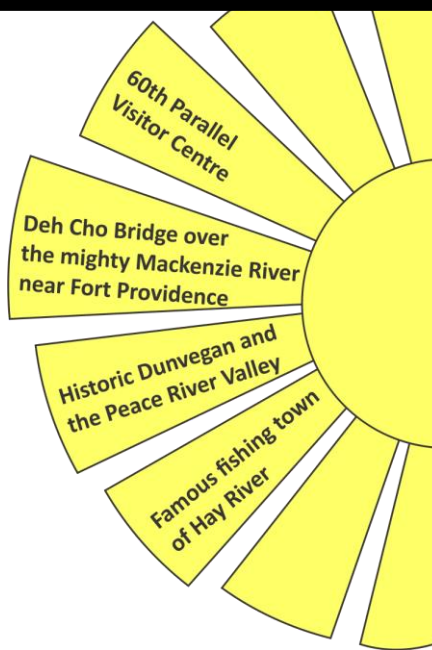 60th Parallel
Visitor Centre
Deh Cho Bridge over
the mighty Mackenzie River
near Fort Providence
Historic Dunvegan and
the Peace River Valley
Famous fishing town
of Hay River